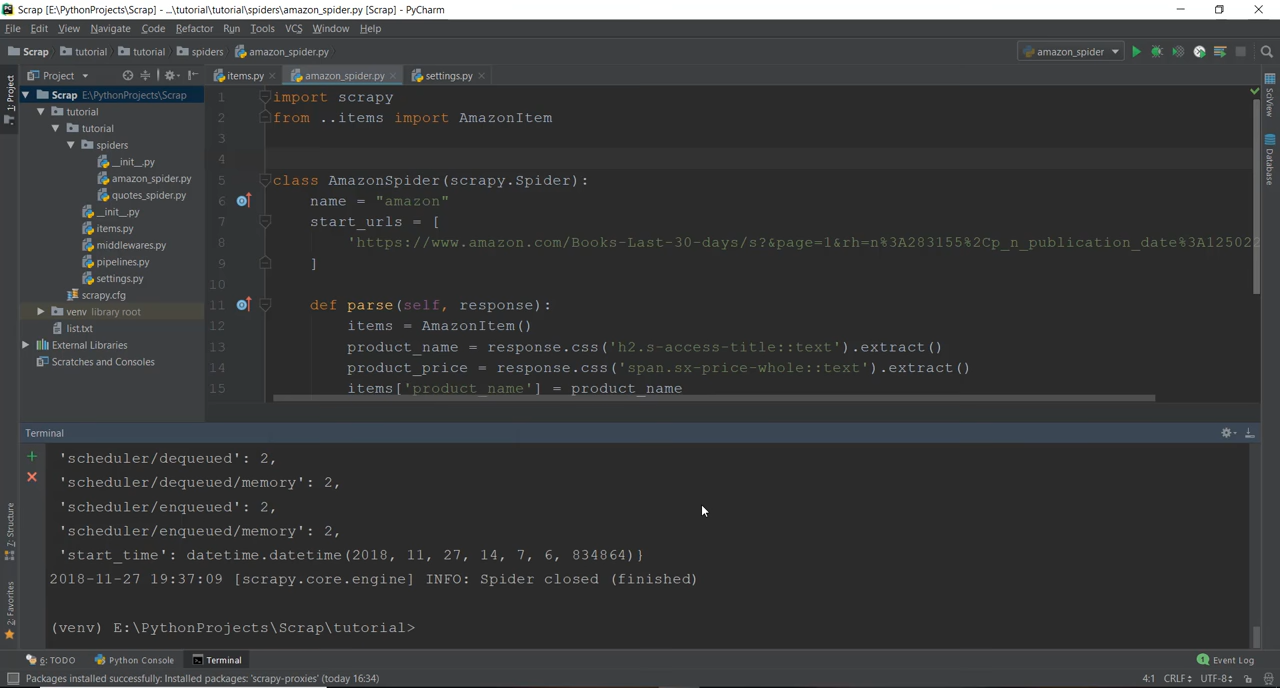 Scrap [E:\PythonProjects\Scrap] - ...\tutorial\tutorial\spiders\amazon_spider.py [Scrap] - PyCharm
File Edit View Navigate Code Refactor Run Tools VCS Window Help
Scrap tutorial tutorial spiders amazon_spider.py
amazon_spider
Project
items.py amazon_spider.py settings.py
1: Project
Scrap E:\PythonProjects\Scrap
tutorial
tutorial
spiders
__init__.py
amazon_spider.py
quotes_spider.py
__init__.py
items.py
middlewares.py
pipelines.py
settings.py
scrapy.cfg
venv library root
list.txt
External Libraries
Scratches and Consoles
1 import scrapy
2 from ..items import AmazonItem
3
4
5 class AmazonSpider(scrapy.Spider):
6 name = "amazon"
7 start_urls = [
8 'https://www.amazon.com/Books-Last-30-days/s?&page=1&rh=n%3A283155%2Cp_n_publication_date%3A125022
9 ]
10
11 def parse(self, response):
12 items = AmazonItem()
13 product_name = response.css('h2.s-access-title::text').extract()
14 product_price = response.css('span.sx-price-whole::text').extract()
15 items['product_name'] = product_name
SciView
Database
Terminal
'scheduler/dequeued': 2,
'scheduler/dequeued/memory': 2,
'scheduler/enqueued': 2,
'scheduler/enqueued/memory': 2,
'start_time': datetime.datetime(2018, 11, 27, 14, 7, 6, 834864)}
2018-11-27 19:37:09 [scrapy.core.engine] INFO: Spider closed (finished)
(venv) E:\PythonProjects\Scrap\tutorial>
7: Structure
2: Favorites
6: TODO Python Console Terminal
1 Event Log
Packages installed successfully: Installed packages: 'scrapy-proxies' (today 16:34)
4:1 CRLF UTF-8